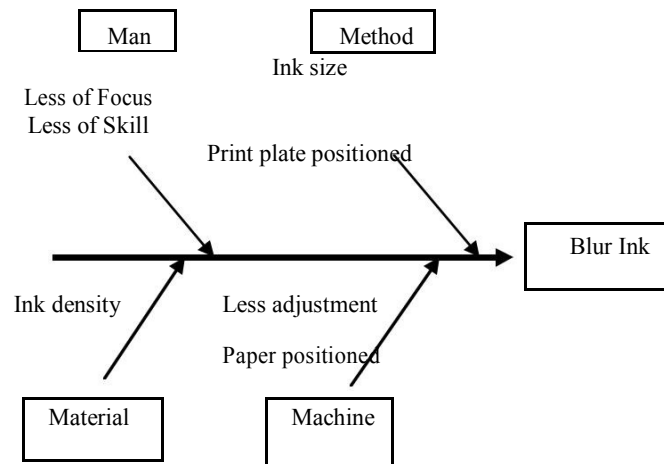 Man
Method
Ink size
Less of Focus
Less of Skill
Print plate positioned
Blur Ink
Ink density
Less adjustment
Paper positioned
Material
Machine